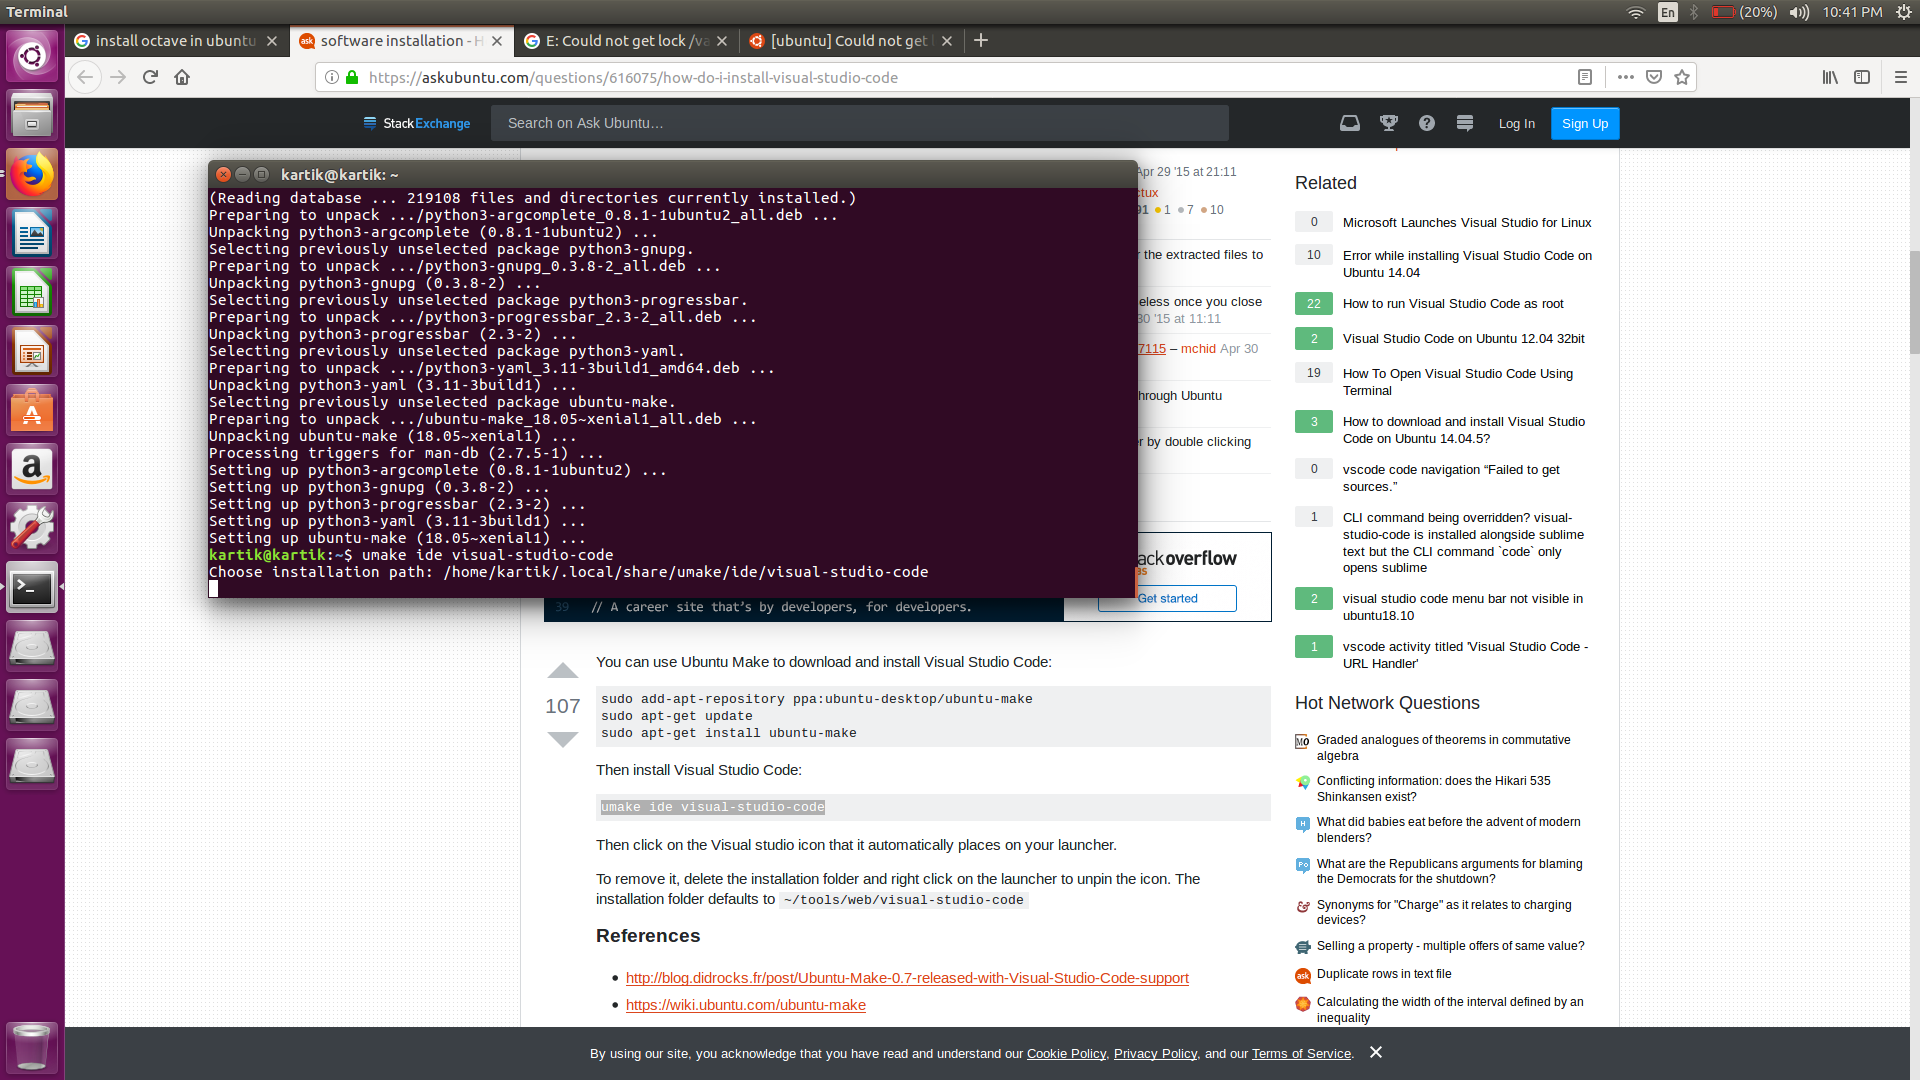 Terminal
En
(20%)
10:41 PM
install octave in ubuntu
software installation - H
E: Could not get lock /va
[ubuntu] Could not get l
https://askubuntu.com/questions/616075/how-do-i-install-visual-studio-code
StackExchange
Search on Ask Ubuntu…
Log In
Sign Up
kartik@kartik: ~
(Reading database ... 219108 files and directories currently installed.)
Preparing to unpack .../python3-argcomplete_0.8.1-1ubuntu2_all.deb ...
Unpacking python3-argcomplete (0.8.1-1ubuntu2) ...
Selecting previously unselected package python3-gnupg.
Preparing to unpack .../python3-gnupg_0.3.8-2_all.deb ...
Unpacking python3-gnupg (0.3.8-2) ...
Selecting previously unselected package python3-progressbar.
Preparing to unpack .../python3-progressbar_2.3-2_all.deb ...
Unpacking python3-progressbar (2.3-2) ...
Selecting previously unselected package python3-yaml.
Preparing to unpack .../python3-yaml_3.11-3build1_amd64.deb ...
Unpacking python3-yaml (3.11-3build1) ...
Selecting previously unselected package ubuntu-make.
Preparing to unpack .../ubuntu-make_18.05~xenial1_all.deb ...
Unpacking ubuntu-make (18.05~xenial1) ...
Processing triggers for man-db (2.7.5-1) ...
Setting up python3-argcomplete (0.8.1-1ubuntu2) ...
Setting up python3-gnupg (0.3.8-2) ...
Setting up python3-progressbar (2.3-2) ...
Setting up python3-yaml (3.11-3build1) ...
Setting up ubuntu-make (18.05~xenial1) ...
kartik@kartik:~$ umake ide visual-studio-code
Choose installation path: /home/kartik/.local/share/umake/ide/visual-studio-code
Apr 29 '15 at 21:11
ctux
91 1 7 10
r the extracted files to
eless once you close
30 '15 at 11:11
7115 – mchid Apr 30
hrough Ubuntu
r by double clicking
ackoverflow
as
Get started
39 // A career site that's by developers, for developers.
107
You can use Ubuntu Make to download and install Visual Studio Code:
sudo add-apt-repository ppa:ubuntu-desktop/ubuntu-make
sudo apt-get update
sudo apt-get install ubuntu-make
Then install Visual Studio Code:
umake ide visual-studio-code
Then click on the Visual studio icon that it automatically places on your launcher.
To remove it, delete the installation folder and right click on the launcher to unpin the icon. The
installation folder defaults to ~/tools/web/visual-studio-code
References
http://blog.didrocks.fr/post/Ubuntu-Make-0.7-released-with-Visual-Studio-Code-support
https://wiki.ubuntu.com/ubuntu-make
Related
0 Microsoft Launches Visual Studio for Linux
10 Error while installing Visual Studio Code on
Ubuntu 14.04
22 How to run Visual Studio Code as root
2 Visual Studio Code on Ubuntu 12.04 32bit
19 How To Open Visual Studio Code Using
Terminal
3 How to download and install Visual Studio
Code on Ubuntu 14.04.5?
0 vscode code navigation “Failed to get
sources.”
1 CLI command being overridden? visual-
studio-code is installed alongside sublime
text but the CLI command `code` only
opens sublime
2 visual studio code menu bar not visible in
ubuntu18.10
1 vscode activity titled 'Visual Studio Code -
URL Handler'
Hot Network Questions
Graded analogues of theorems in commutative
algebra
Conflicting information: does the Hikari 535
Shinkansen exist?
What did babies eat before the advent of modern
blenders?
What are the Republicans arguments for blaming
the Democrats for the shutdown?
Synonyms for "Charge" as it relates to charging
devices?
Selling a property - multiple offers of same value?
Duplicate rows in text file
Calculating the width of the interval defined by an
inequality
By using our site, you acknowledge that you have read and understand our Cookie Policy, Privacy Policy, and our Terms of Service.